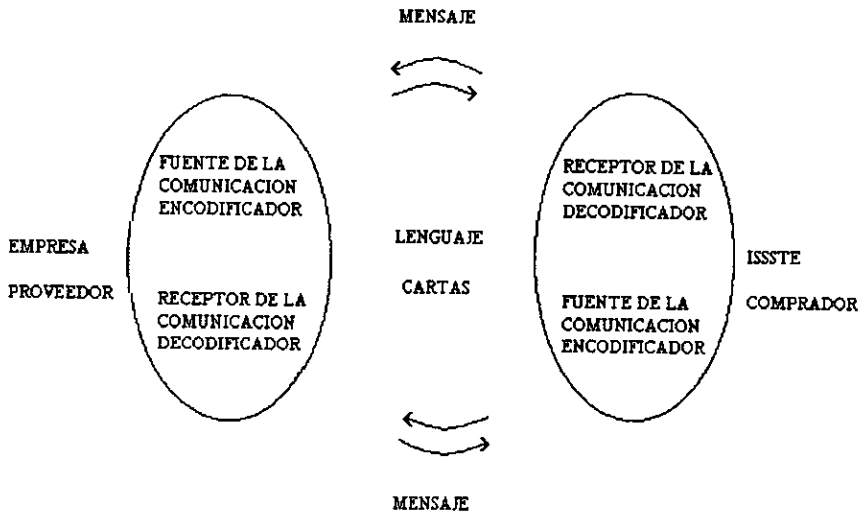 MENSAJE
FUENTE DE LA
COMUNICACION
ENCODIFICADOR
RECEPTOR DE LA
COMUNICACION
DECODIFICADOR
EMPRESA
PROVEEDOR
LENGUAJE
CARTAS
RECEPTOR DE LA
COMUNICACION
DECODIFICADOR
FUENTE DE LA
COMUNICACION
ENCODIFICADOR
ISSSTE
COMPRADOR
MENSAJE